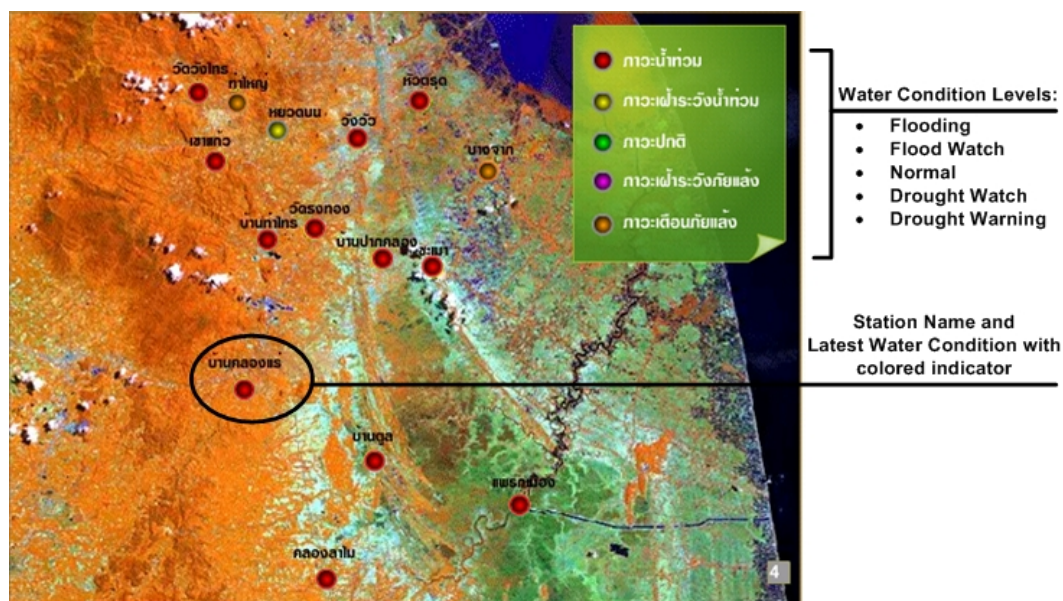 วัดวังไทร
ท่าใหญ่
หยวดนน
หัวตรุด
วังวัว
เขาแก้ว
บางจาก
วัดรงทอง
บ้านท่าไทร
บ้านปากคลอง
ชะเมา
บ้านคลองแร่
ม่านตูล
แพรกเมือง
คลองลาไม
4
ภาวะน้ำท่วม
ภาวะเฝ้าระวังน้ำท่วม
ภาวะปกติ
ภาวะเฝ้าระวังภัยแล้ง
ภาวะเตือนภัยแล้ง
Water Condition Levels:
• Flooding
• Flood Watch
• Normal
• Drought Watch
• Drought Warning
Station Name and
Latest Water Condition with
colored indicator